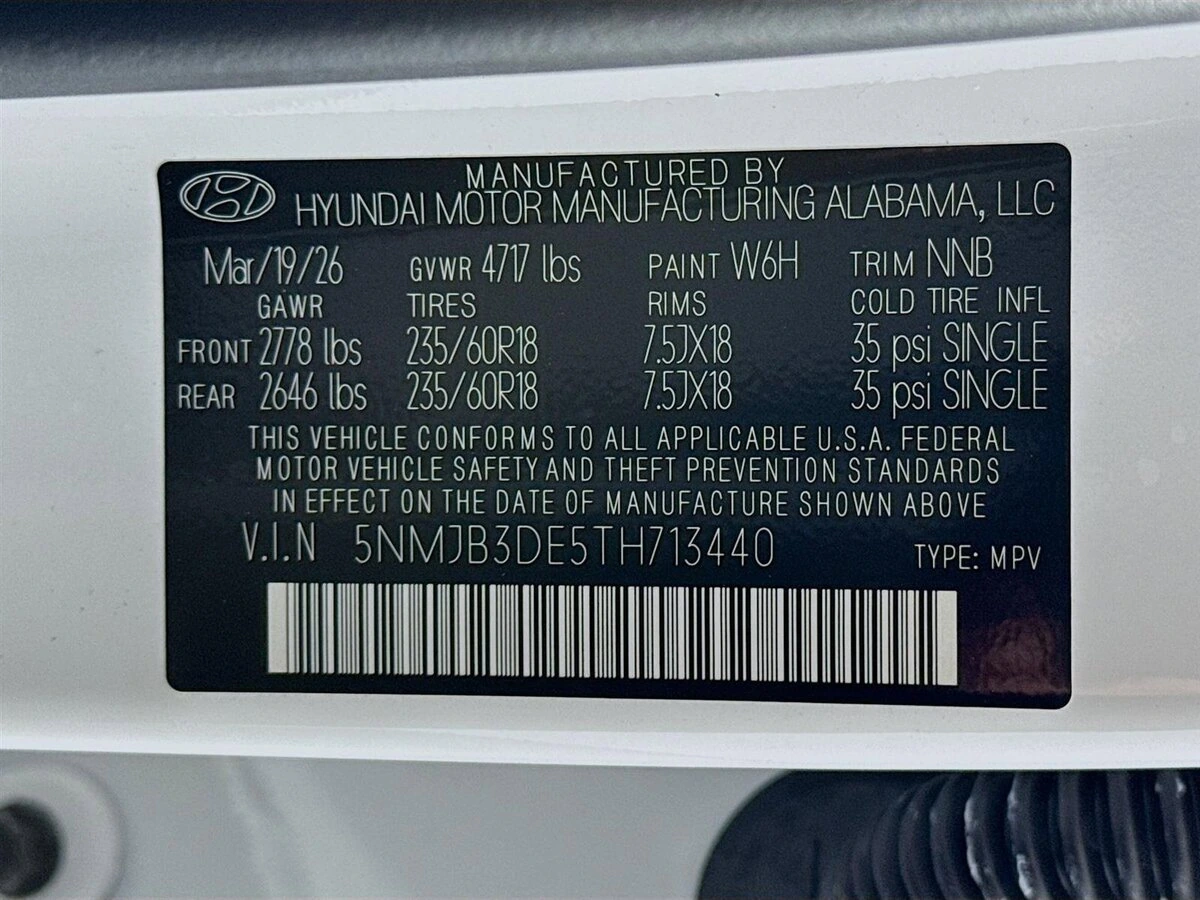 MANUFACTURED BY
HYUNDAI MOTOR MANUFACTURING ALABAMA, LLC
Mar/19/26 GVWR 4717 lbs PAINT W6H TRIM NNB
GAWR TIRES RIMS COLD TIRE INFL
FRONT 2778 lbs 235/60R18 7.5JX18 35 psi SINGLE
REAR 2646 lbs 235/60R18 7.5JX18 35 psi SINGLE
THIS VEHICLE CONFORMS TO ALL APPLICABLE U.S.A. FEDERAL
MOTOR VEHICLE SAFETY AND THEFT PREVENTION STANDARDS
IN EFFECT ON THE DATE OF MANUFACTURE SHOWN ABOVE
V.I.N 5NMJB3DE5TH713440 TYPE: MPV